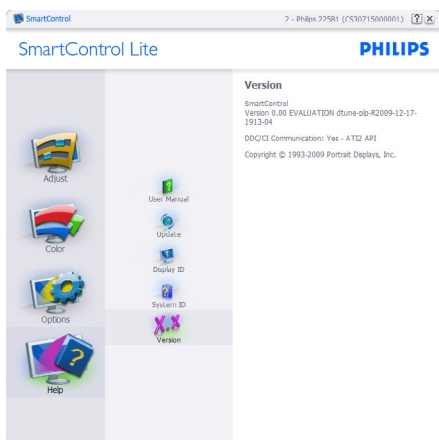 SmartControl
2 - Philips 225B1 (CS30715000001)
SmartControl Lite
PHILIPS
Version
SmartControl
Version 0.00 EVALUATION dtune-plp-R2009-12-17-
1913-04
DDC/CI Communication: Yes - ATI2 API
Copyright © 1993-2009 Portrait Displays, Inc.
Adjust
Color
Options
Help
User Manual
Update
Display ID
System ID
X.X
Version